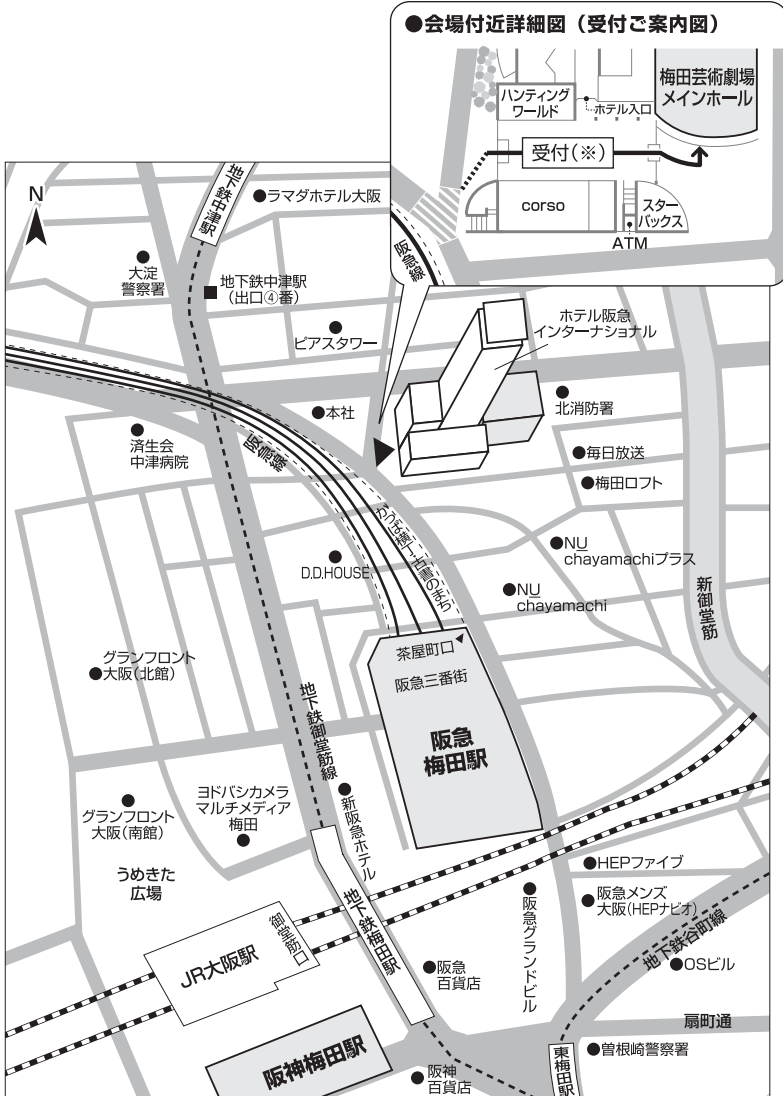 ●会場付近詳細図（受付ご案内図）
梅田芸術劇場
メインホール
ハンティング
ワールド
ホテル入口
受付(※)
corso
スター
バックス
ATM
阪急線
N
地下鉄中津駅
●ラマダホテル大阪
●
大淀
警察署
■地下鉄中津駅
（出口④番）
●
ピアスタワー
ホテル阪急
インターナショナル
●本社
●
北消防署
●
済生会
中津病院
阪急線
●毎日放送
●梅田ロフト
かっぱ横丁・古書のまち
●
D.D.HOUSE
●NU
chayamachiプラス
●NU
chayamachi
新御堂筋
茶屋町口
阪急三番街
阪急
梅田駅
グランフロント
●大阪(北館)
地下鉄御堂筋線
●
グランフロント
大阪(南館)
ヨドバシカメラ
マルチメディア
梅田
●
●新阪急ホテル
うめきた
広場
●HEPファイブ
●阪急メンズ
大阪(HEPナビオ)
●阪急グランドビル
地下鉄谷町線
●OSビル
御堂筋口
JR大阪駅
地下鉄梅田駅
●阪急
百貨店
扇町通
阪神梅田駅
●阪神
百貨店
東梅田駅
●曽根崎警察署